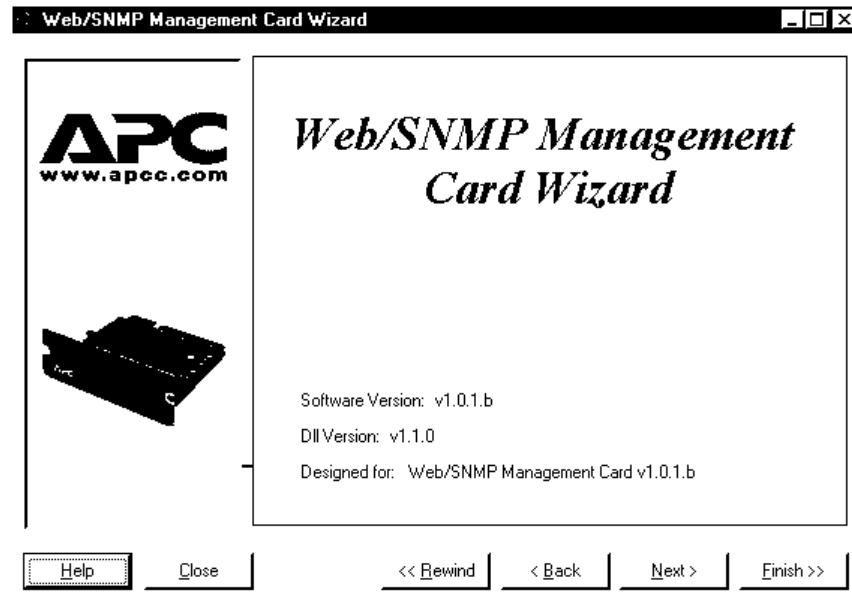 Web/SNMP Management Card Wizard
APC
www.apcc.com
Web/SNMP Management
Card Wizard
Software Version: v1.0.1.b
Dll Version: v1.1.0
Designed for: Web/SNMP Management Card v1.0.1.b
Help
Close
<< Rewind
< Back
Next >
Finish >>